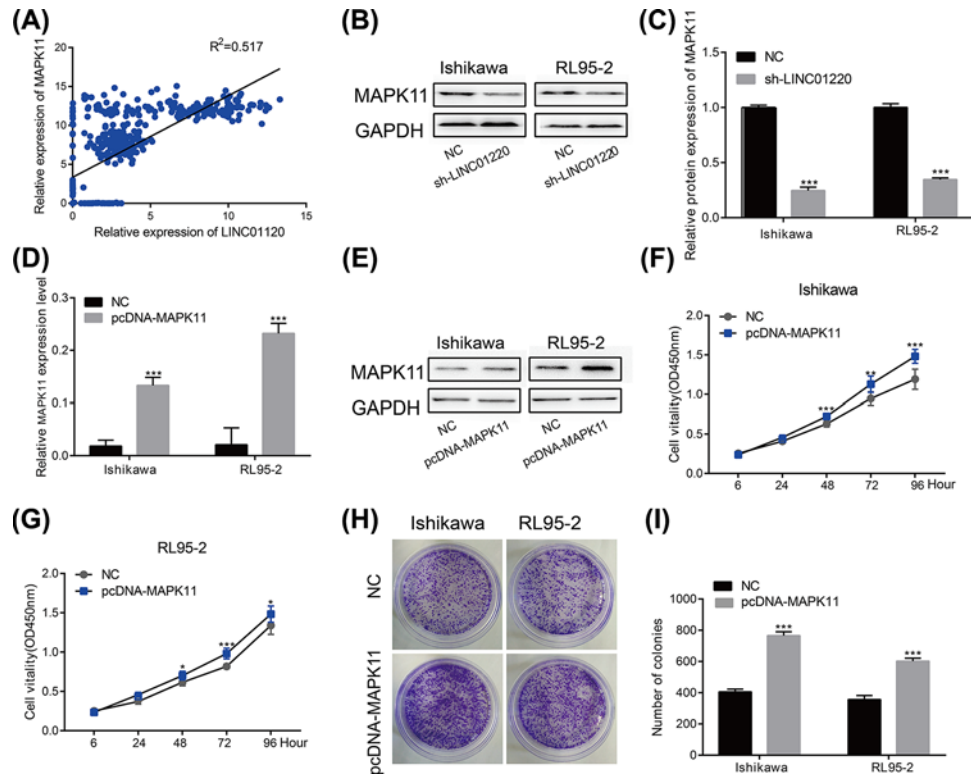 (A)
R²=0.517
Relative expression of MAPK11
20
15
10
5
0
0 5 10 15
Relative expression of LINC01120
(B)
Ishikawa RL95-2
MAPK11
GAPDH
NC NC
sh-LINC01220 sh-LINC01220
(C)
NC
sh-LINC01220
Relative protein expression of MAPK11
1.5
1.0
0.5
0.0
*** ***
Ishikawa RL95-2
(D)
NC
pcDNA-MAPK11
Relative MAPK11 expression level
0.3
0.2
0.1
0.0
*** ***
Ishikawa RL95-2
(E)
Ishikawa RL95-2
MAPK11
GAPDH
NC NC
pcDNA-MAPK11 pcDNA-MAPK11
(F)
Ishikawa
NC
pcDNA-MAPK11
Cell vitality(OD450nm)
2.0
1.5
1.0
0.5
0.0
*** ** ***
6 24 48 72 96 Hour
(G)
RL95-2
NC
pcDNA-MAPK11
Cell vitality(OD450nm)
2.0
1.5
1.0
0.5
0.0
* *** *
6 24 48 72 96 Hour
(H)
Ishikawa RL95-2
NC
pcDNA-MAPK11
(I)
NC
pcDNA-MAPK11
Number of colonies
1000
800
600
400
200
0
*** ***
Ishikawa RL95-2